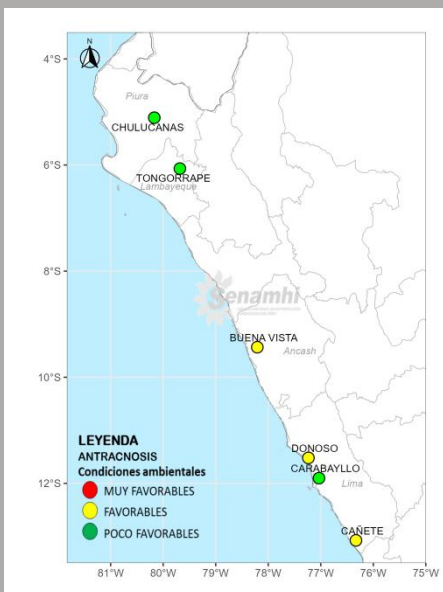 N
4°S
Piura
CHULUCANAS
6°S
TONGORRAPE
Lambayeque
8°S
Senamhi
BUENA VISTA
Ancash
10°S
DONOSO
CARABAYLLO
Lima
12°S
CAÑETE
LEYENDA
ANTRACNOSIS
Condiciones ambientales
MUY FAVORABLES
FAVORABLES
POCO FAVORABLES
81°W 80°W 79°W 78°W 77°W 76°W 75°W